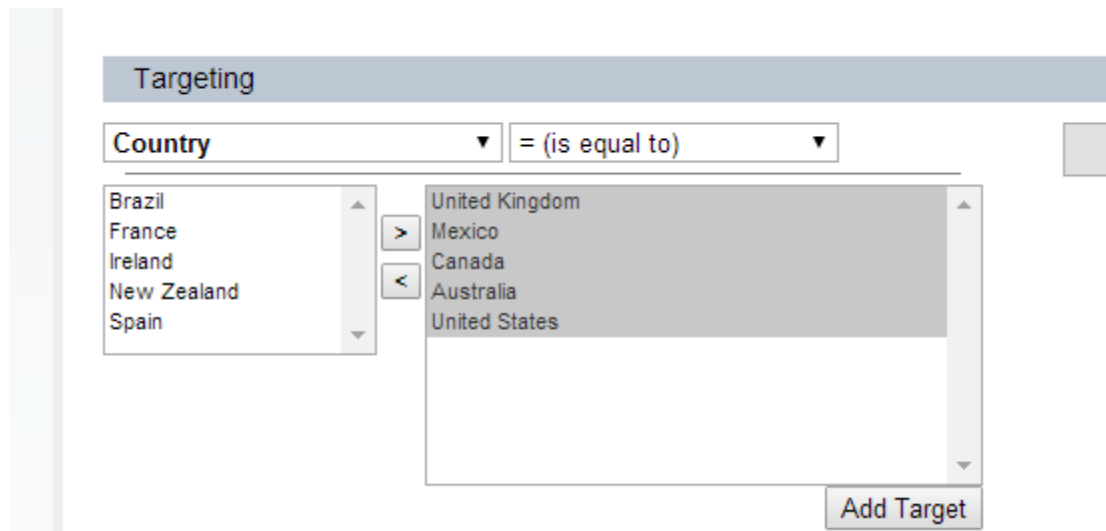 Targeting
Country = (is equal to)
Brazil
France
Ireland
New Zealand
Spain
>
<
United Kingdom
Mexico
Canada
Australia
United States
Add Target